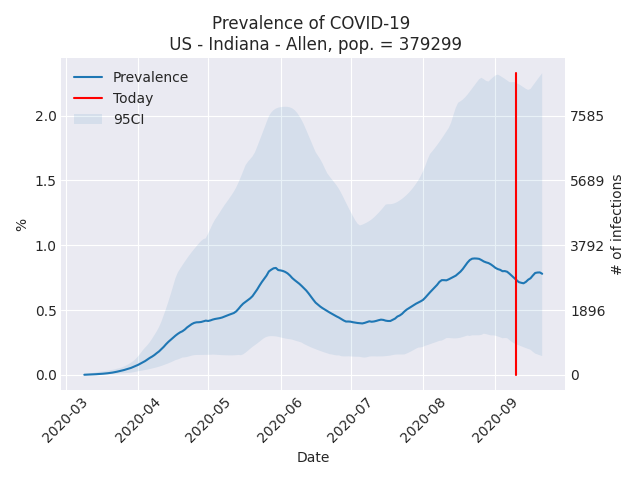 Prevalence of COVID-19
US - Indiana - Allen, pop. = 379299
Prevalence
Today
95CI
2.0
1.5
1.0
0.5
0.0
%
7585
5689
3792
1896
0
# of infections
2020-03
2020-04
2020-05
2020-06
2020-07
2020-08
2020-09
Date